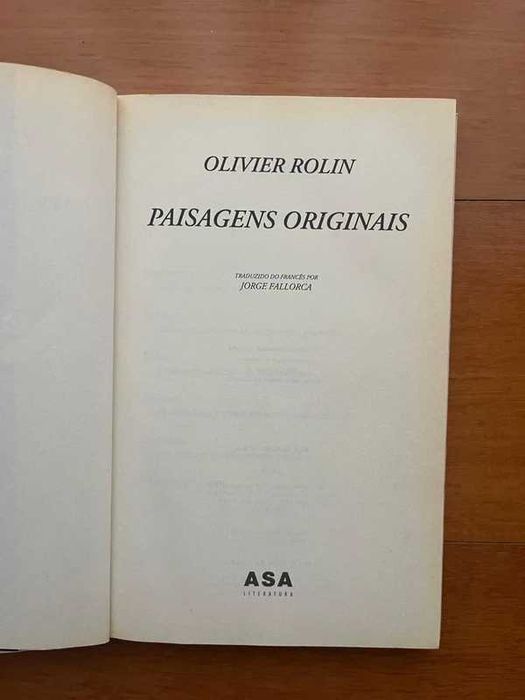 OLIVIER ROLIN
PAISAGENS ORIGINAIS
TRADUZIDO DO FRANCÊS POR
JORGE FALLORCA
ASA
LITERATURA